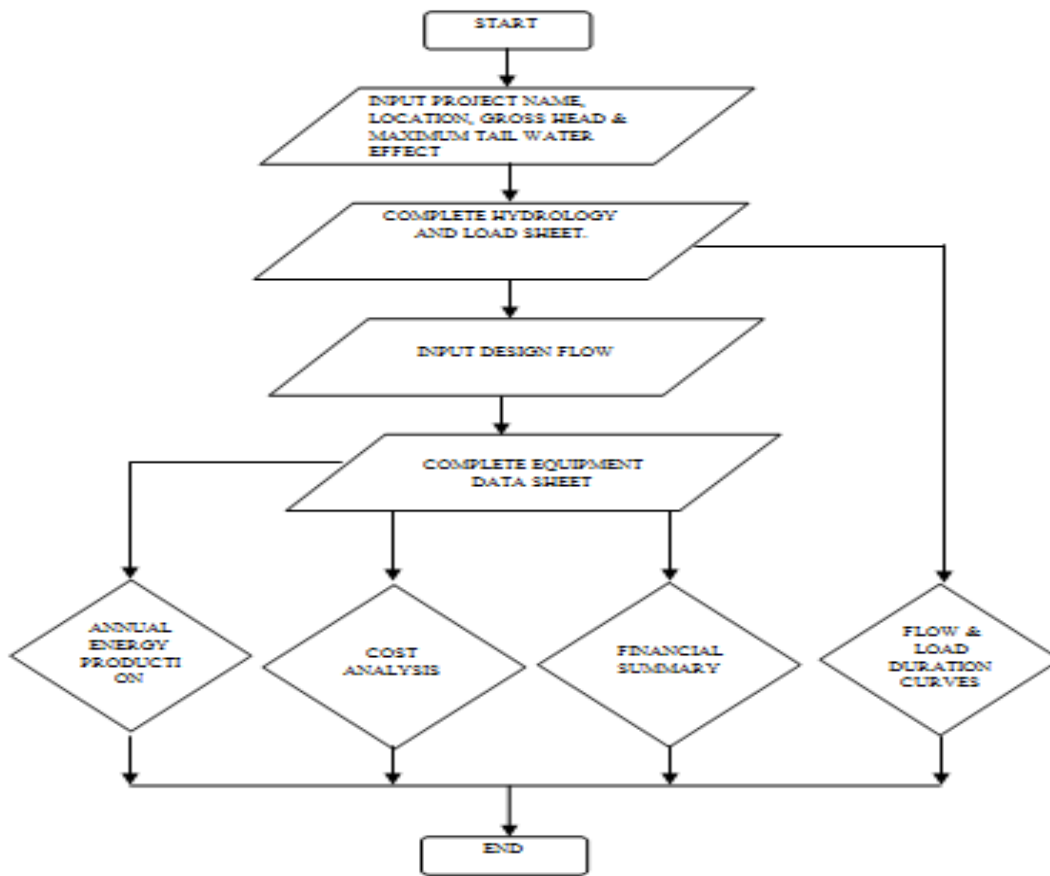 START
INPUT PROJECT NAME,
LOCATION, GROSS HEAD &
MAXIMUM TAIL WATER
EFFECT
COMPLETE HYDROLOGY
AND LOAD SHEET.
INPUT DESIGN FLOW
COMPLETE EQUIPMENT
DATA SHEET
ANNUAL
ENERGY
PRODUCTI
ON
COST
ANALYSIS
FINANCIAL
SUMMARY
FLOW &
LOAD
DURATION
CURVES
END